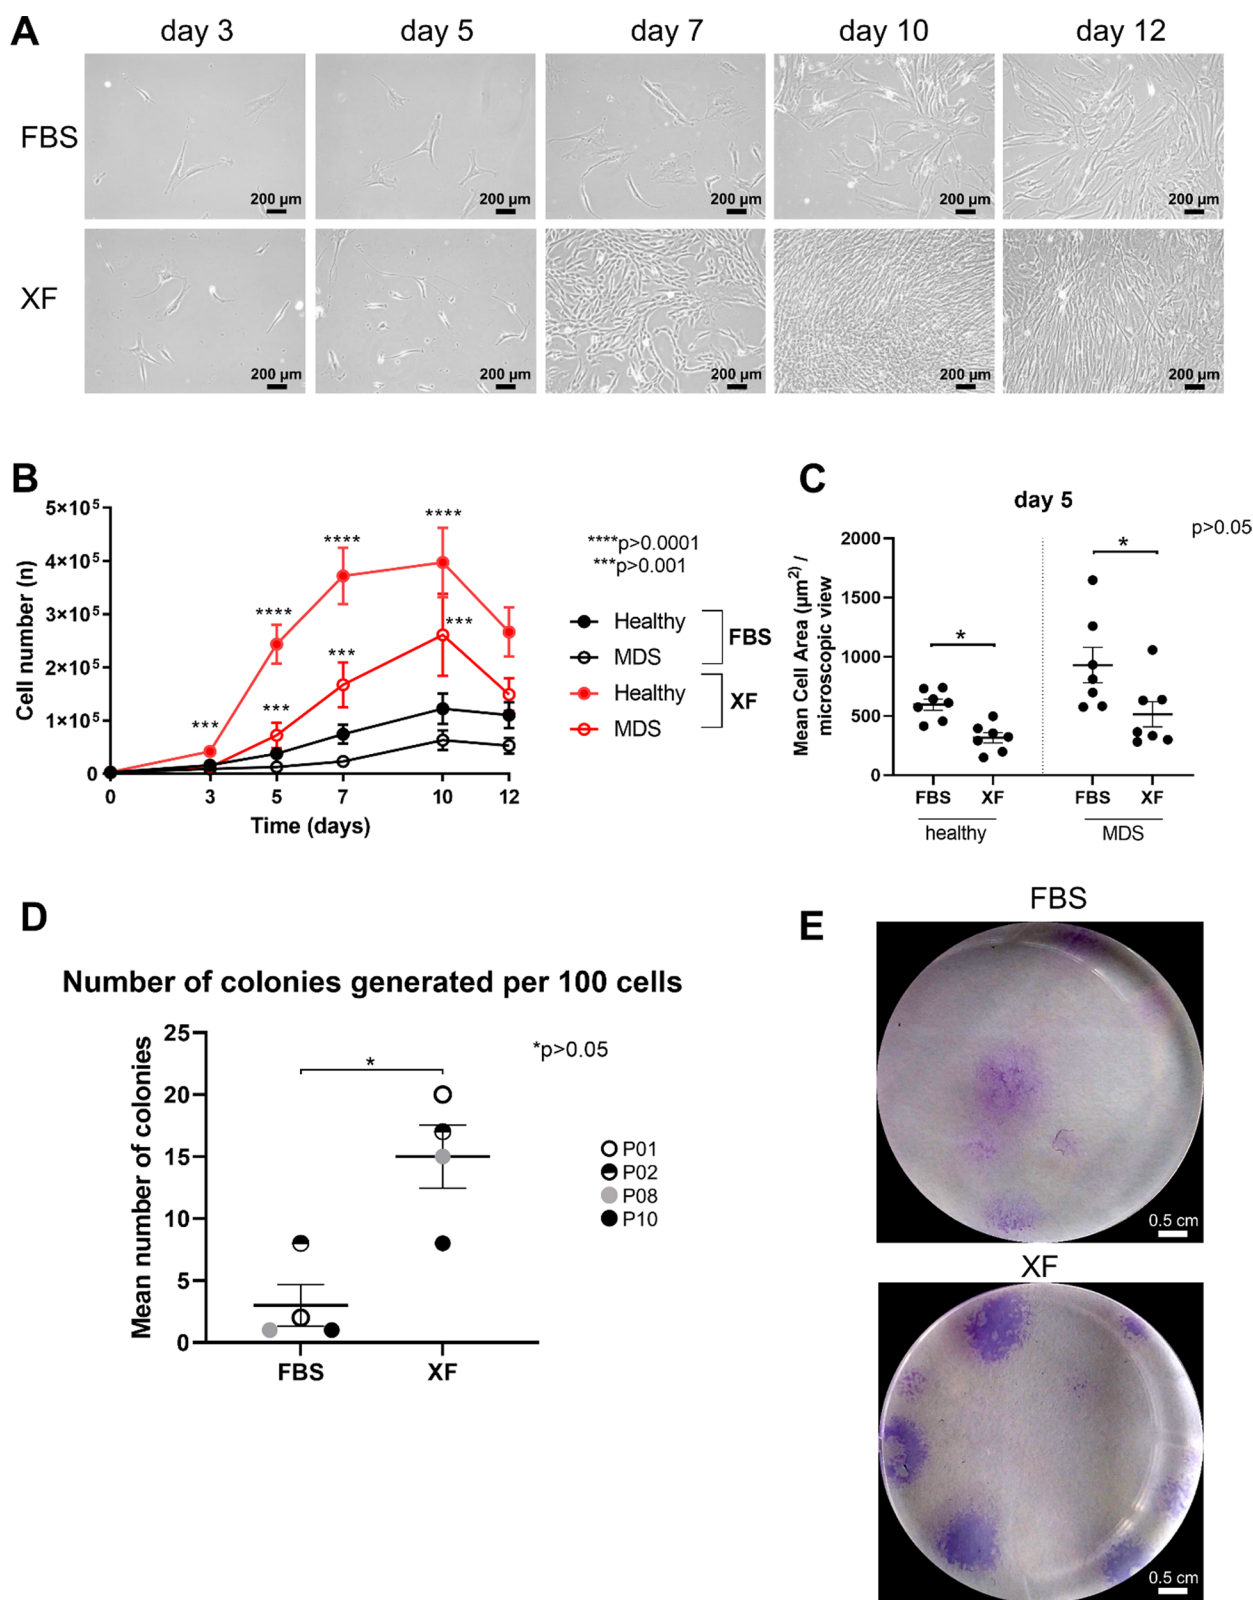 A
day 3 day 5 day 7 day 10 day 12
FBS
200 µm 200 µm 200 µm 200 µm 200 µm
XF
200 µm 200 µm 200 µm 200 µm 200 µm
B
Cell number (n)
5×10⁵
4×10⁵
3×10⁵
2×10⁵
1×10⁵
0
0 3 5 7 10 12
Time (days)
*** **** **** ****
*** *** ***
****p>0.0001
***p>0.001
Healthy
MDS
FBS
Healthy
MDS
XF
C
day 5
p>0.05
Mean Cell Area (µm²) /
microscopic view
2000
1500
1000
500
0
* *
FBS XF FBS XF
healthy MDS
D
Number of colonies generated per 100 cells
Mean number of colonies
25
20
15
10
5
0
*
*p>0.05
P01
P02
P08
P10
FBS XF
E
FBS
0.5 cm
XF
0.5 cm